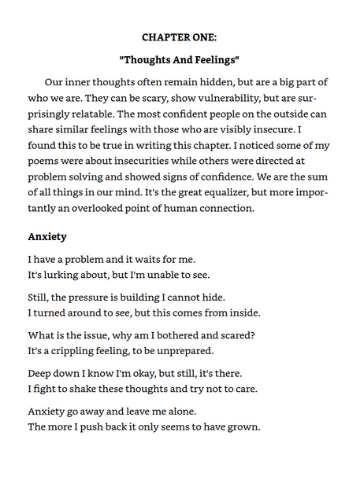 CHAPTER ONE:
"Thoughts And Feelings"
Our inner thoughts often remain hidden, but are a big part of
who we are. They can be scary, show vulnerability, but are sur-
prisingly relatable. The most confident people on the outside can
share similar feelings with those who are visibly insecure. I
found this to be true in writing this chapter. I noticed some of my
poems were about insecurities while others were directed at
problem solving and showed signs of confidence. We are the sum
of all things in our mind. It's the great equalizer, but more impor-
tantly an overlooked point of human connection.
Anxiety
I have a problem and it waits for me.
It's lurking about, but I'm unable to see.
Still, the pressure is building I cannot hide.
I turned around to see, but this comes from inside.
What is the issue, why am I bothered and scared?
It's a crippling feeling, to be unprepared.
Deep down I know I'm okay, but still, it's there.
I fight to shake these thoughts and try not to care.
Anxiety go away and leave me alone.
The more I push back it only seems to have grown.